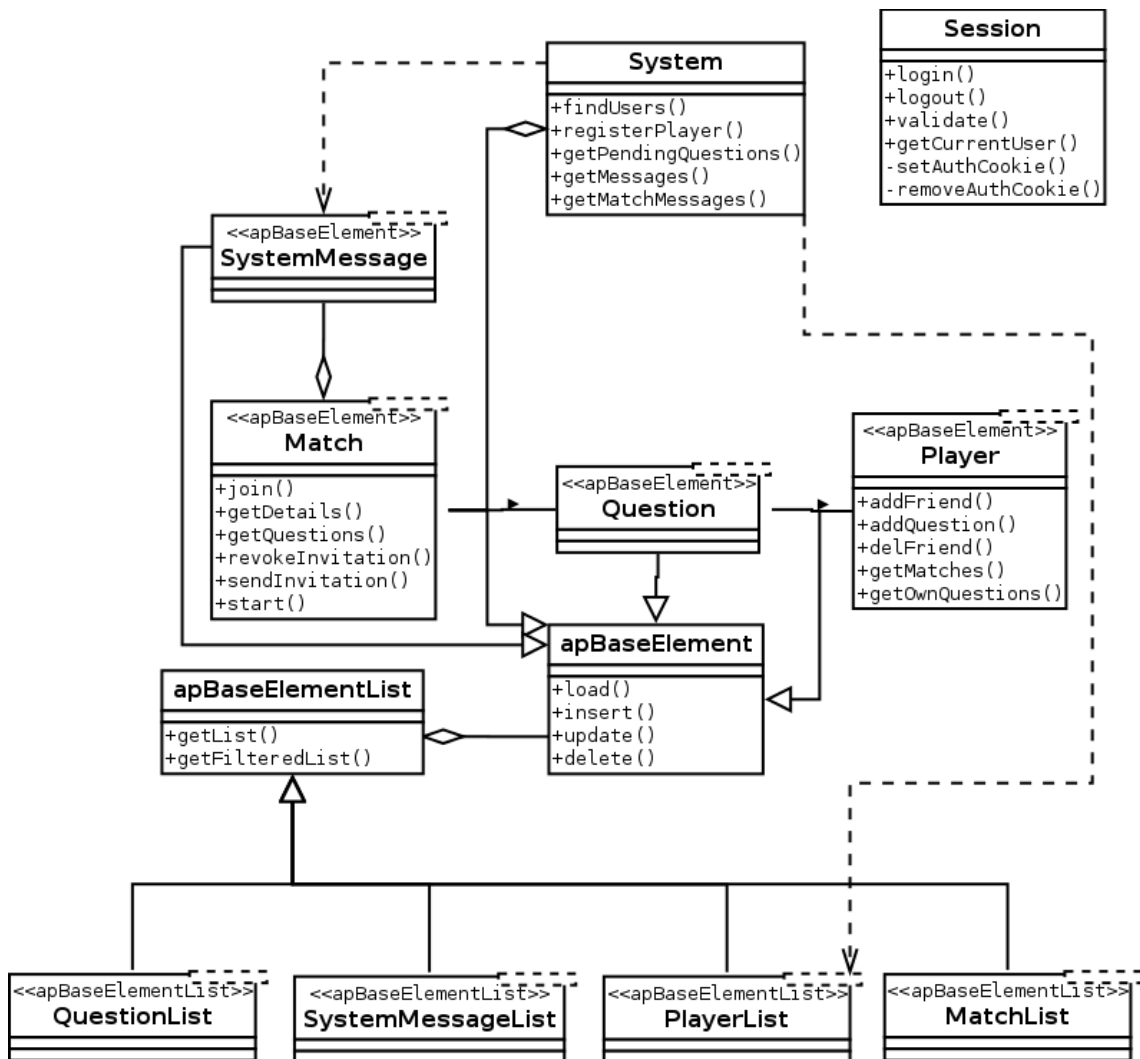 System
+findUsers()
+registerPlayer()
+getPendingQuestions()
+getMessages()
+getMatchMessages()
Session
+login()
+logout()
+validate()
+getCurrentUser()
-setAuthCookie()
-removeAuthCookie()
<<apBaseElement>>
SystemMessage
<<apBaseElement>>
Match
+join()
+getDetails()
+getQuestions()
+revokeInvitation()
+sendInvitation()
+start()
<<apBaseElement>>
Question
<<apBaseElement>>
Player
+addFriend()
+addQuestion()
+delFriend()
+getMatches()
+getOwnQuestions()
apBaseElement
+load()
+insert()
+update()
+delete()
apBaseElementList
+getList()
+getFilteredList()
<<apBaseElementList>>
QuestionList
<<apBaseElementList>>
SystemMessageList
<<apBaseElementList>>
PlayerList
<<apBaseElementList>>
MatchList